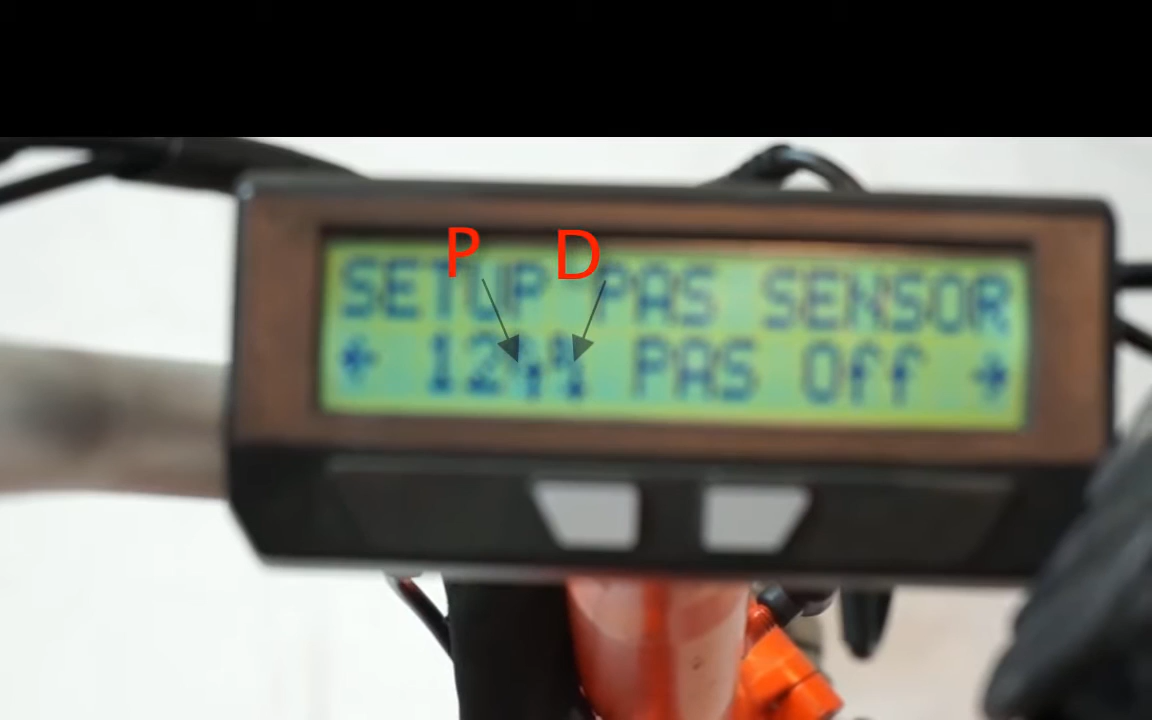 P D
SETUP PAS SENSOR
← 12 PAS Off →